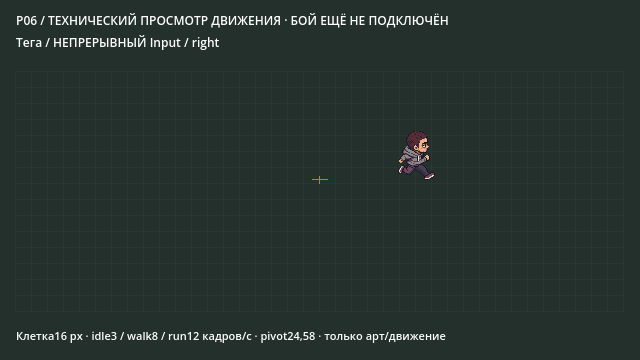 P06 / ТЕХНИЧЕСКИЙ ПРОСМОТР ДВИЖЕНИЯ · БОЙ ЕЩЁ НЕ ПОДКЛЮЧЁН
Тега / НЕПРЕРЫВНЫЙ Input / right
Клетка16 px · idle3 / walk8 / run12 кадров/с · pivot24,58 · только арт/движение